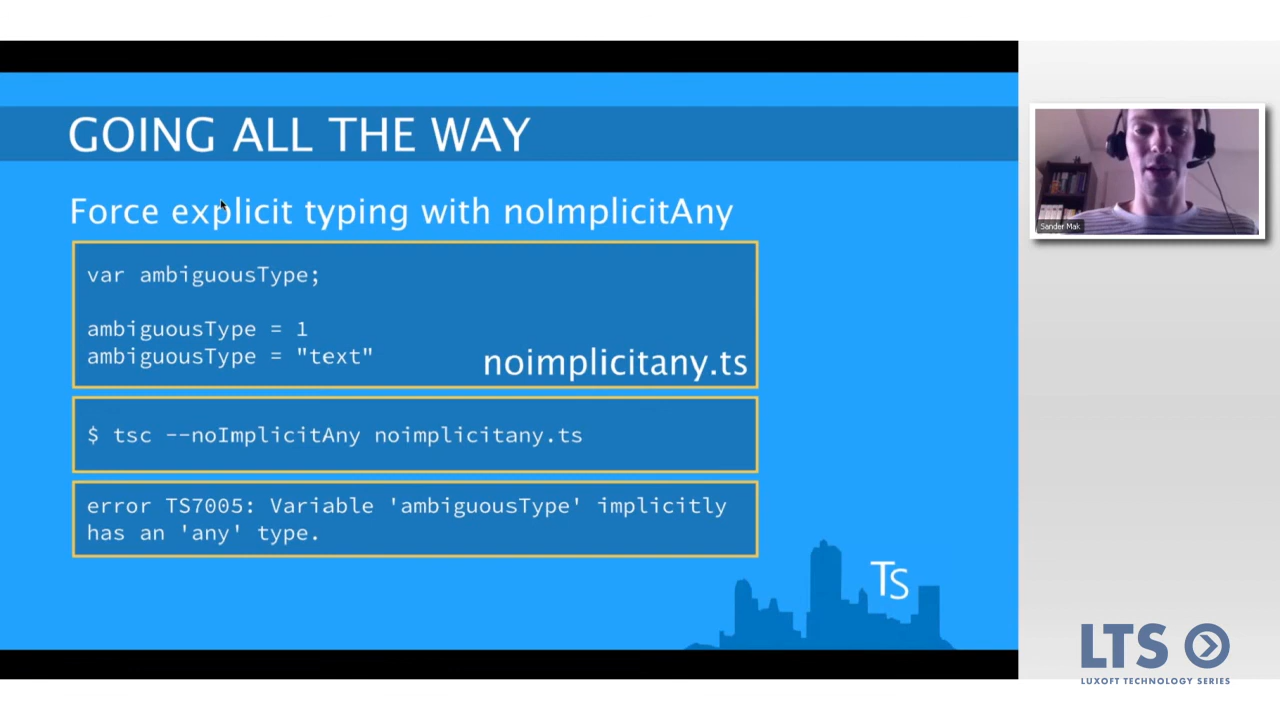 GOING ALL THE WAY
Force explicit typing with noImplicitAny
var ambiguousType;
ambiguousType = 1
ambiguousType = "text"
noimplicitany.ts
$ tsc --noImplicitAny noimplicitany.ts
error TS7005: Variable 'ambiguousType' implicitly
has an 'any' type.
TS
Sander Mak
LTS
LUXOFT TECHNOLOGY SERIES